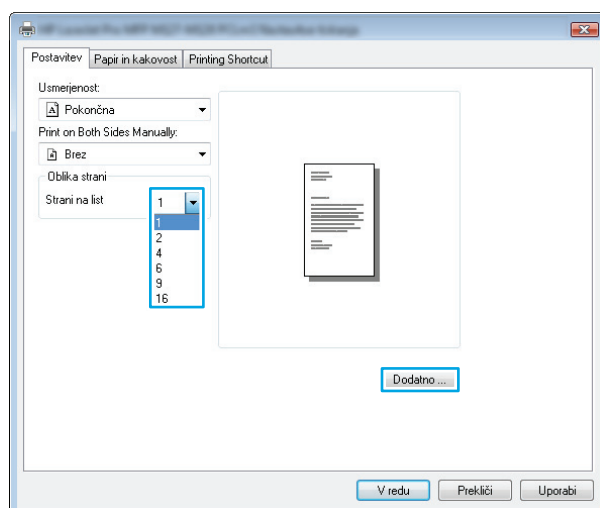 Postavitev Papir in kakovost Printing Shortcut
Usmerjenost:
Pokončna
Print on Both Sides Manually:
Brez
Oblika strani
Strani na list 1
1
2
4
6
9
16
Dodatno ...
V redu Prekliči Uporabi